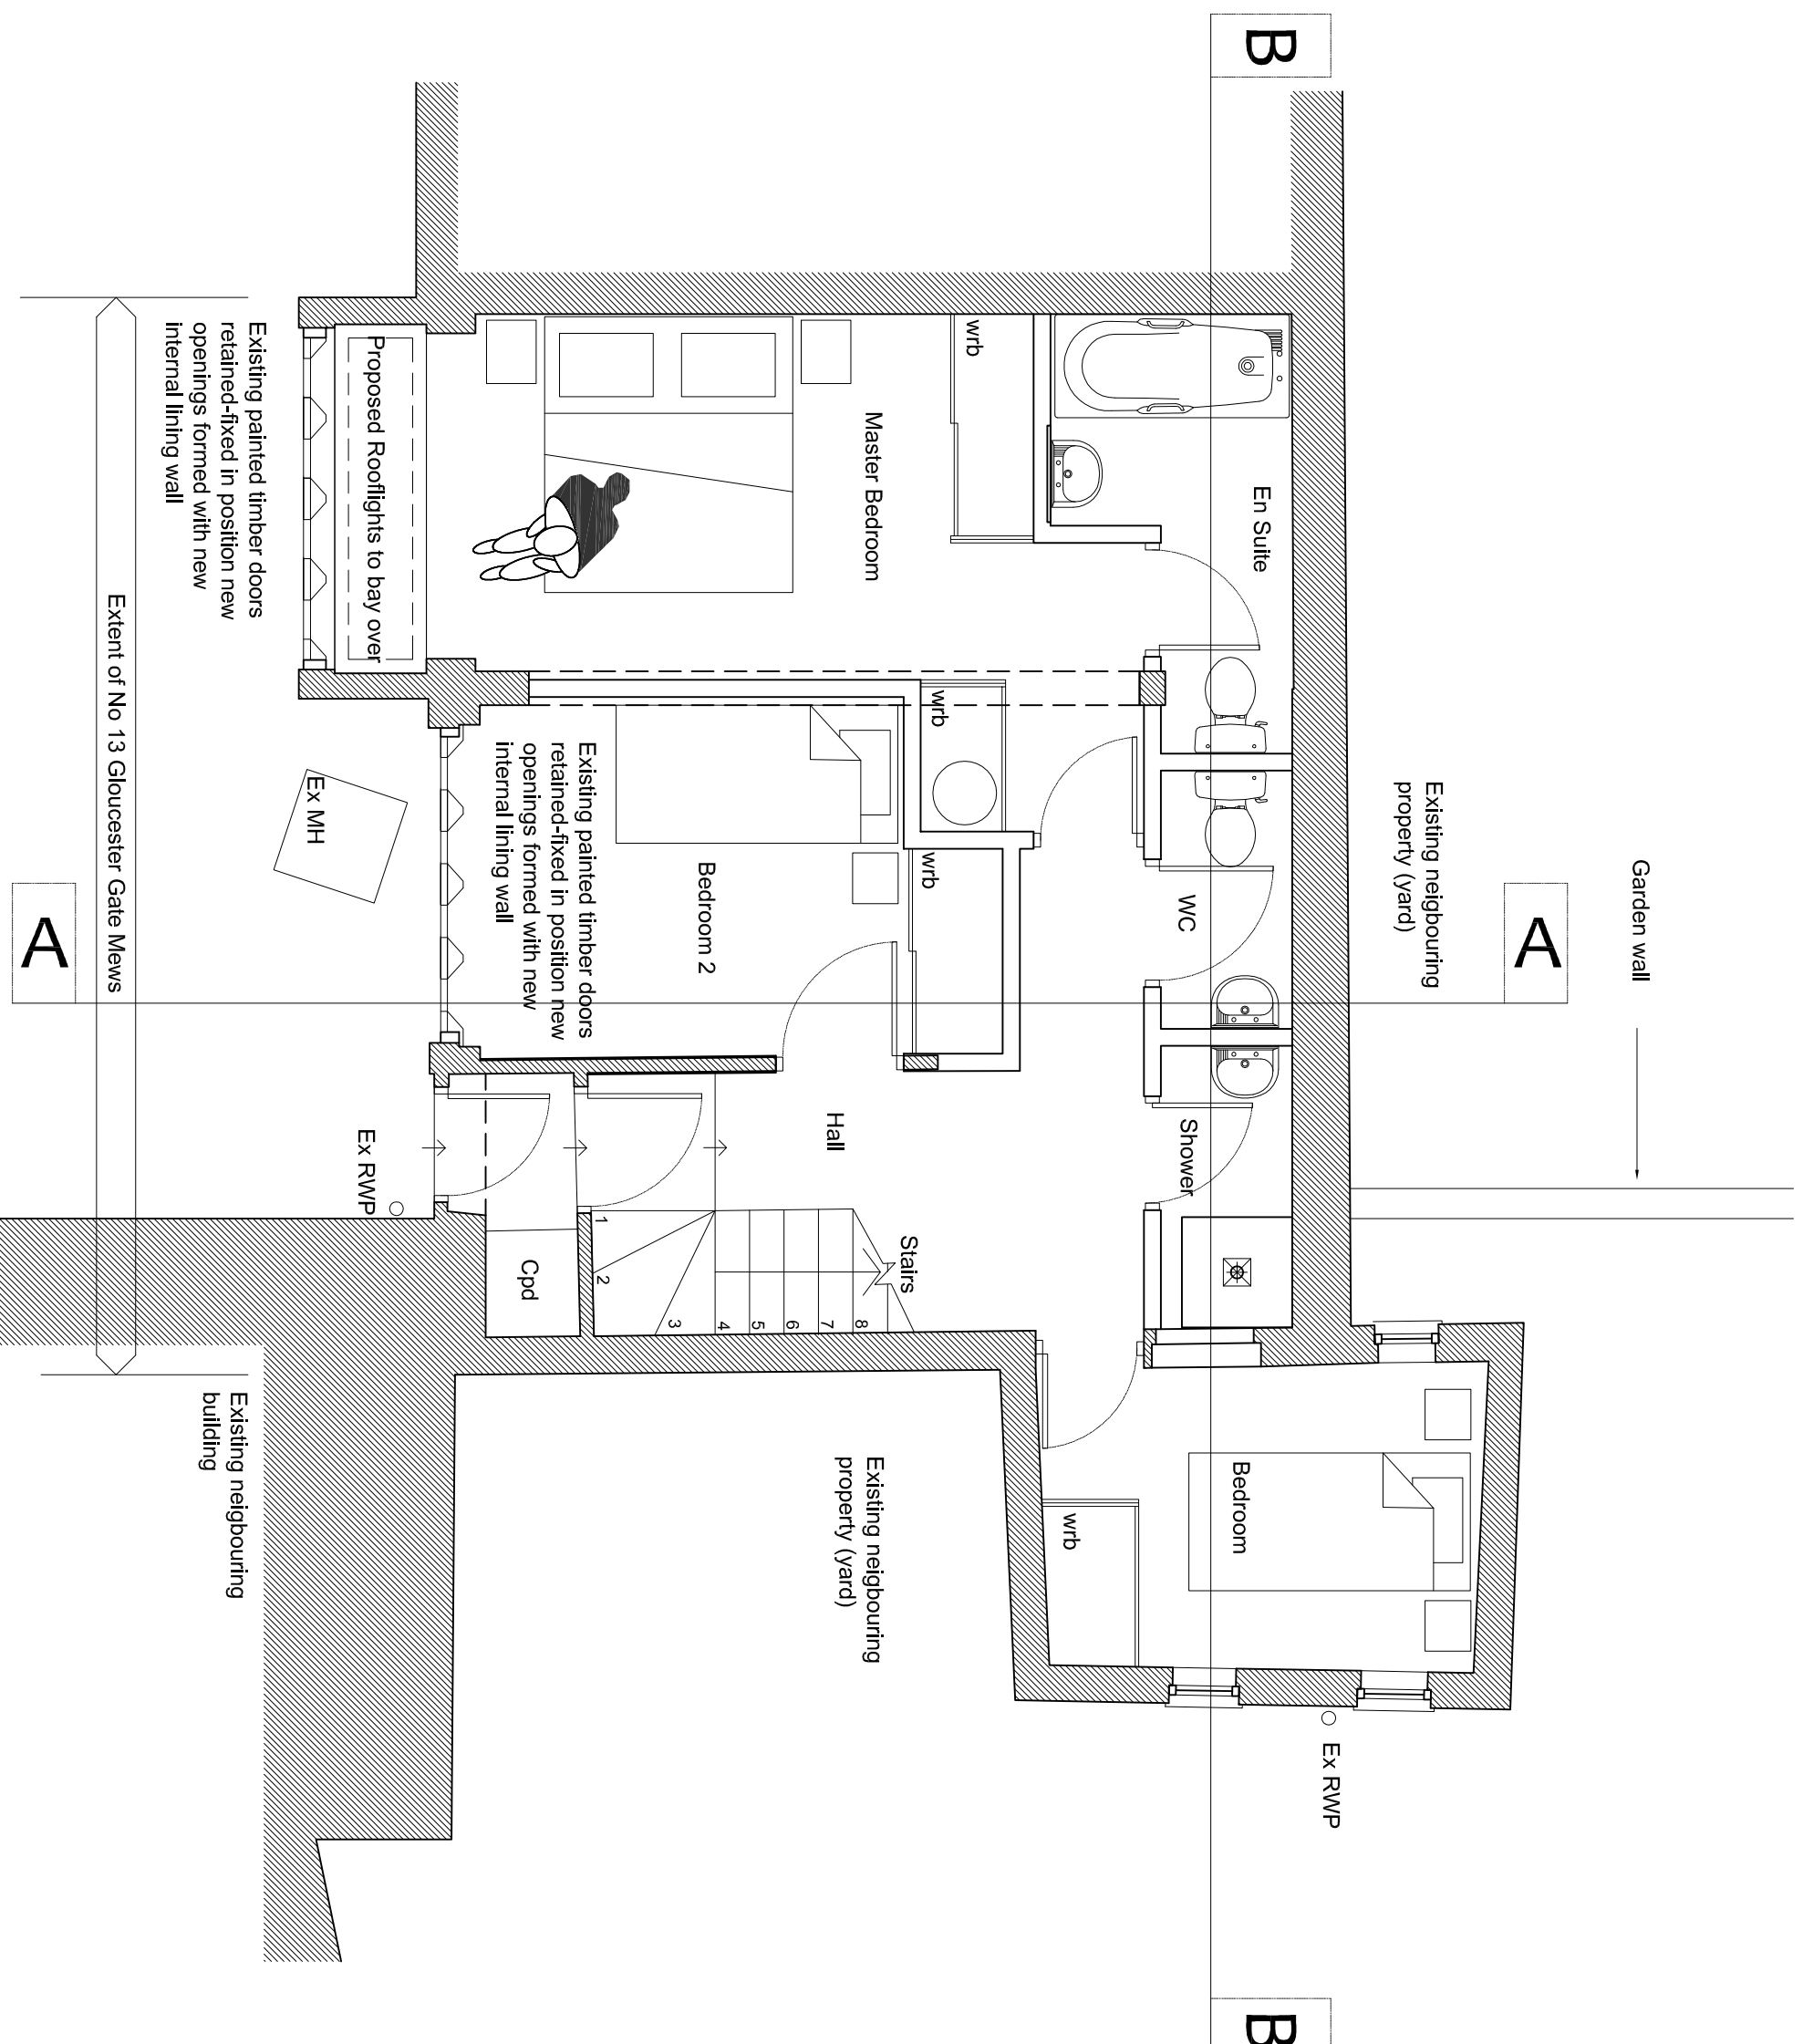 B
Garden wall
A
Existing neigbouring
property (yard)
En Suite
WC
Shower
Bedroom
Ex RWP
B
wrb
wrb
wrb
wrb
Master Bedroom
Bedroom 2
Hall
Stairs
Existing neigbouring
property (yard)
1
2
3
4
5
6
7
8
Cpd
Existing painted timber doors
retained-fixed in position new
openings formed with new
internal lining wall
Proposed Rooflights to bay over
Ex MH
Ex RWP
Existing painted timber doors
retained-fixed in position new
openings formed with new
internal lining wall
Existing neigbouring
building
Extent of No 13 Gloucester Gate Mews
A